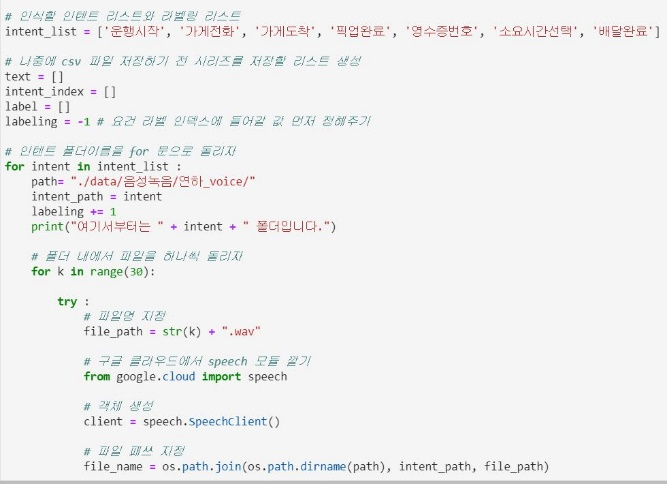 # 인식할 인텐트 리스트와 라벨링 리스트
intent_list = ['운행시작', '가게전화', '가게도착', '픽업완료', '영수증번호', '소요시간선택', '배달완료']
# 나중에 csv 파일 저장하기 전 시리즈를 저장할 리스트 생성
text = []
intent_index = []
label = []
labeling = -1 # 요건 라벨 인덱스에 들어갈 값 먼저 정해주기
# 인텐트 폴더이름을 for 문으로 돌리자
for intent in intent_list :
    path= "./data/음성녹음/연하_voice/"
    intent_path = intent
    labeling += 1
    print("여기서부터는 " + intent + " 폴더입니다.")
    # 폴더 내에서 파일을 하나씩 돌리자
    for k in range(30):
        try :
            # 파일명 지정
            file_path = str(k) + ".wav"
            # 구글 클라우드에서 speech 모듈 깔기
            from google.cloud import speech
            # 객체 생성
            client = speech.SpeechClient()
            # 파일 패쓰 지정
            file_name = os.path.join(os.path.dirname(path), intent_path, file_path)